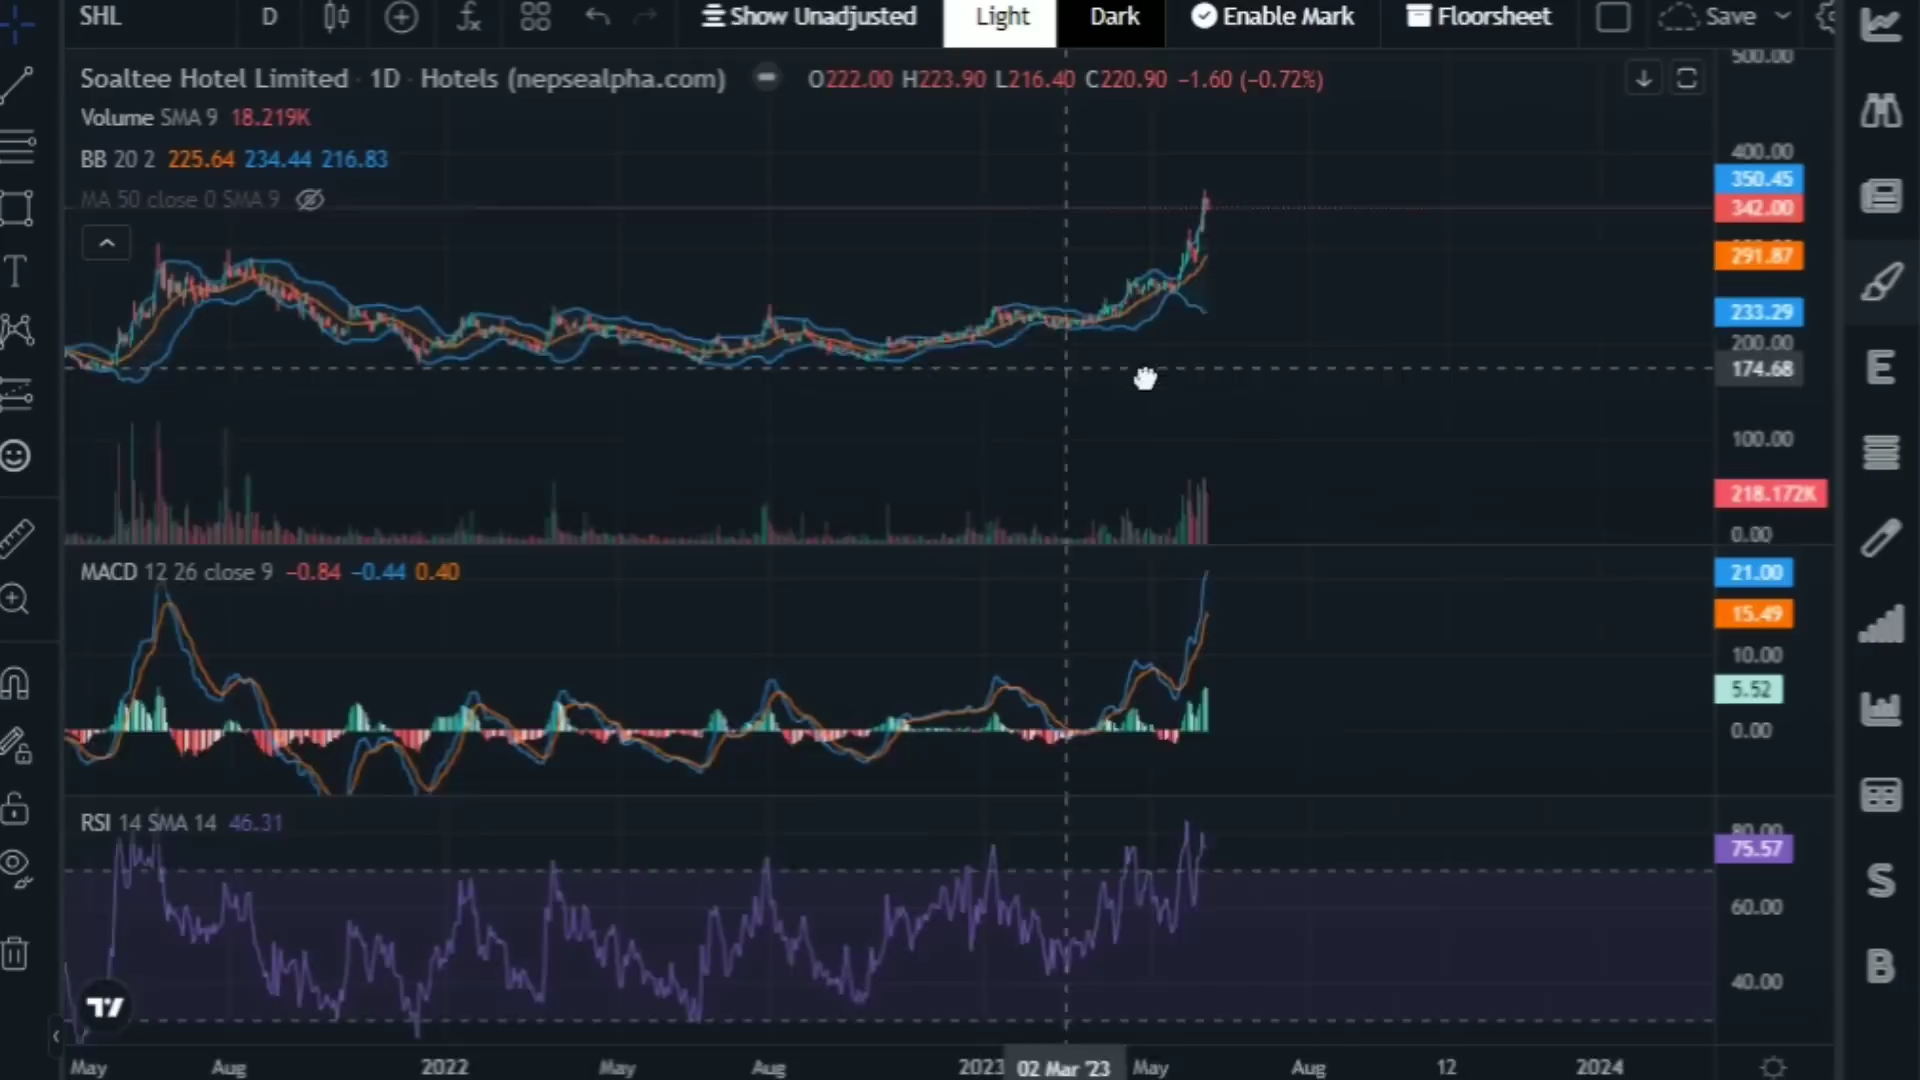 SHL D Show Unadjusted Light Dark Enable Mark Floorsheet Save
Soaltee Hotel Limited · 1D · Hotels (nepsealpha.com) O222.00 H223.90 L216.40 C220.90 −1.60 (−0.72%)
Volume SMA 9 18.219K
BB 20 2 225.64 234.44 216.83
MA 50 close 0 SMA 9
500.00
400.00
350.45
342.00
291.87
233.29
200.00
174.68
100.00
218.172K
0.00
MACD 12 26 close 9 −0.84 −0.44 0.40
21.00
15.49
10.00
5.52
0.00
RSI 14 SMA 14 46.31
80.00
75.57
60.00
40.00
May Aug 2022 May Aug 2023 02 Mar '23 May Aug 12 2024
T
E
S
B